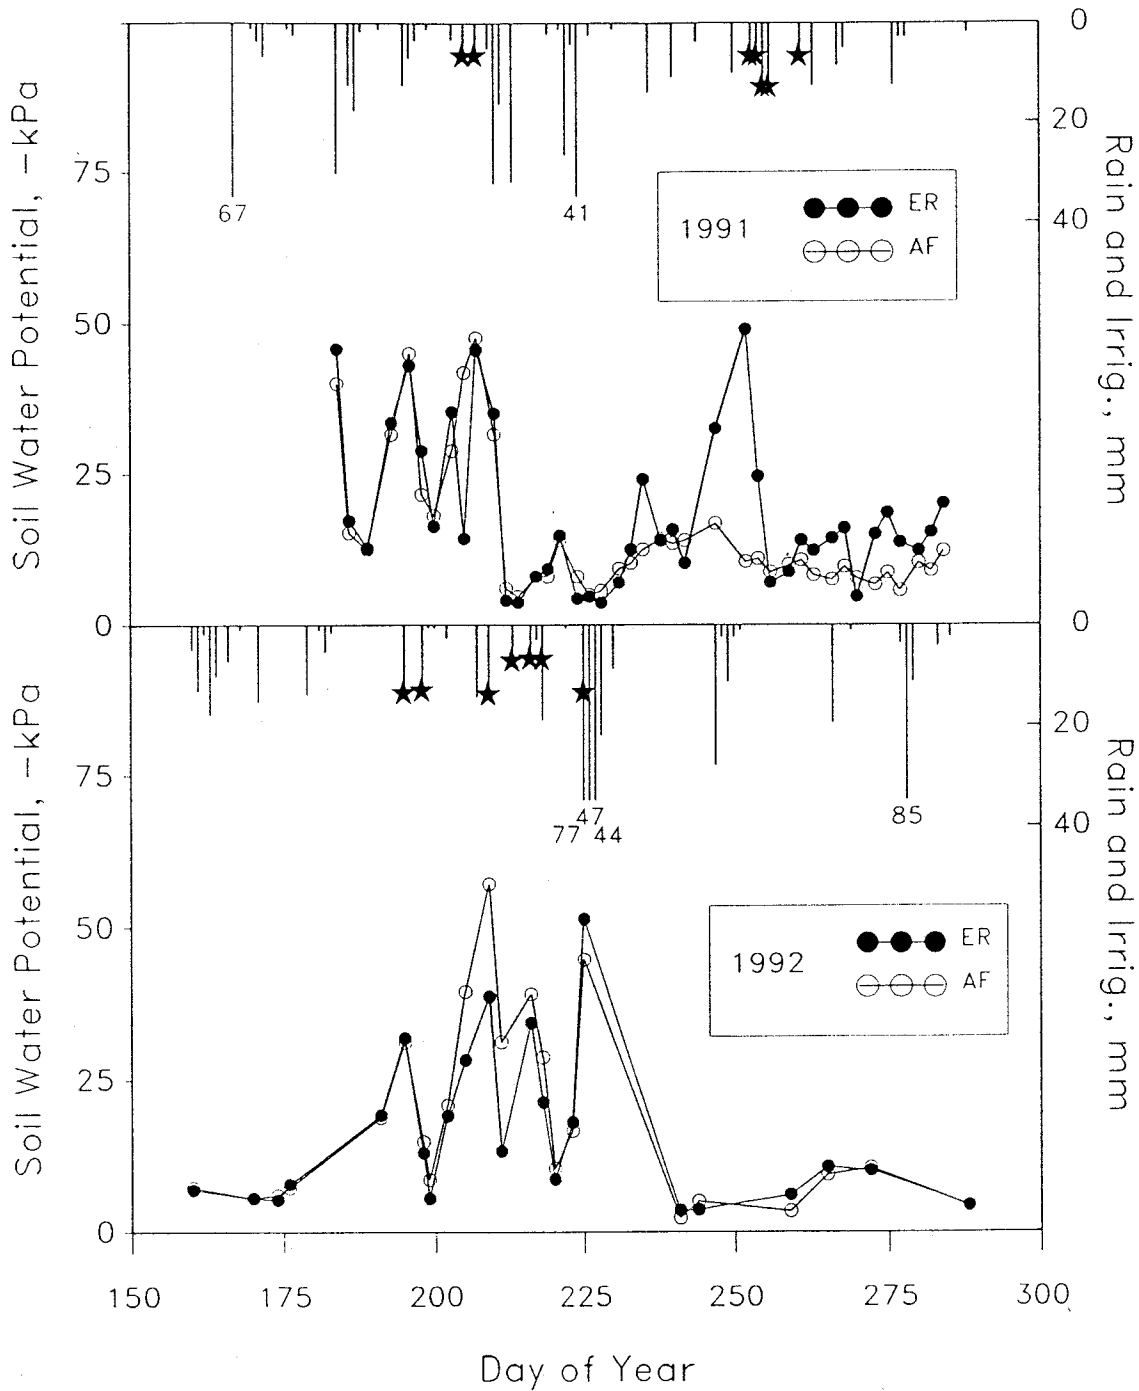 0
20
40
Rain and Irrig., mm
75
50
25
0
Soil Water Potential, −kPa
67
41
1991
ER
AF
0
20
40
Rain and Irrig., mm
75
50
25
0
Soil Water Potential, −kPa
47
77 44
85
1992
ER
AF
150 175 200 225 250 275 300
Day of Year